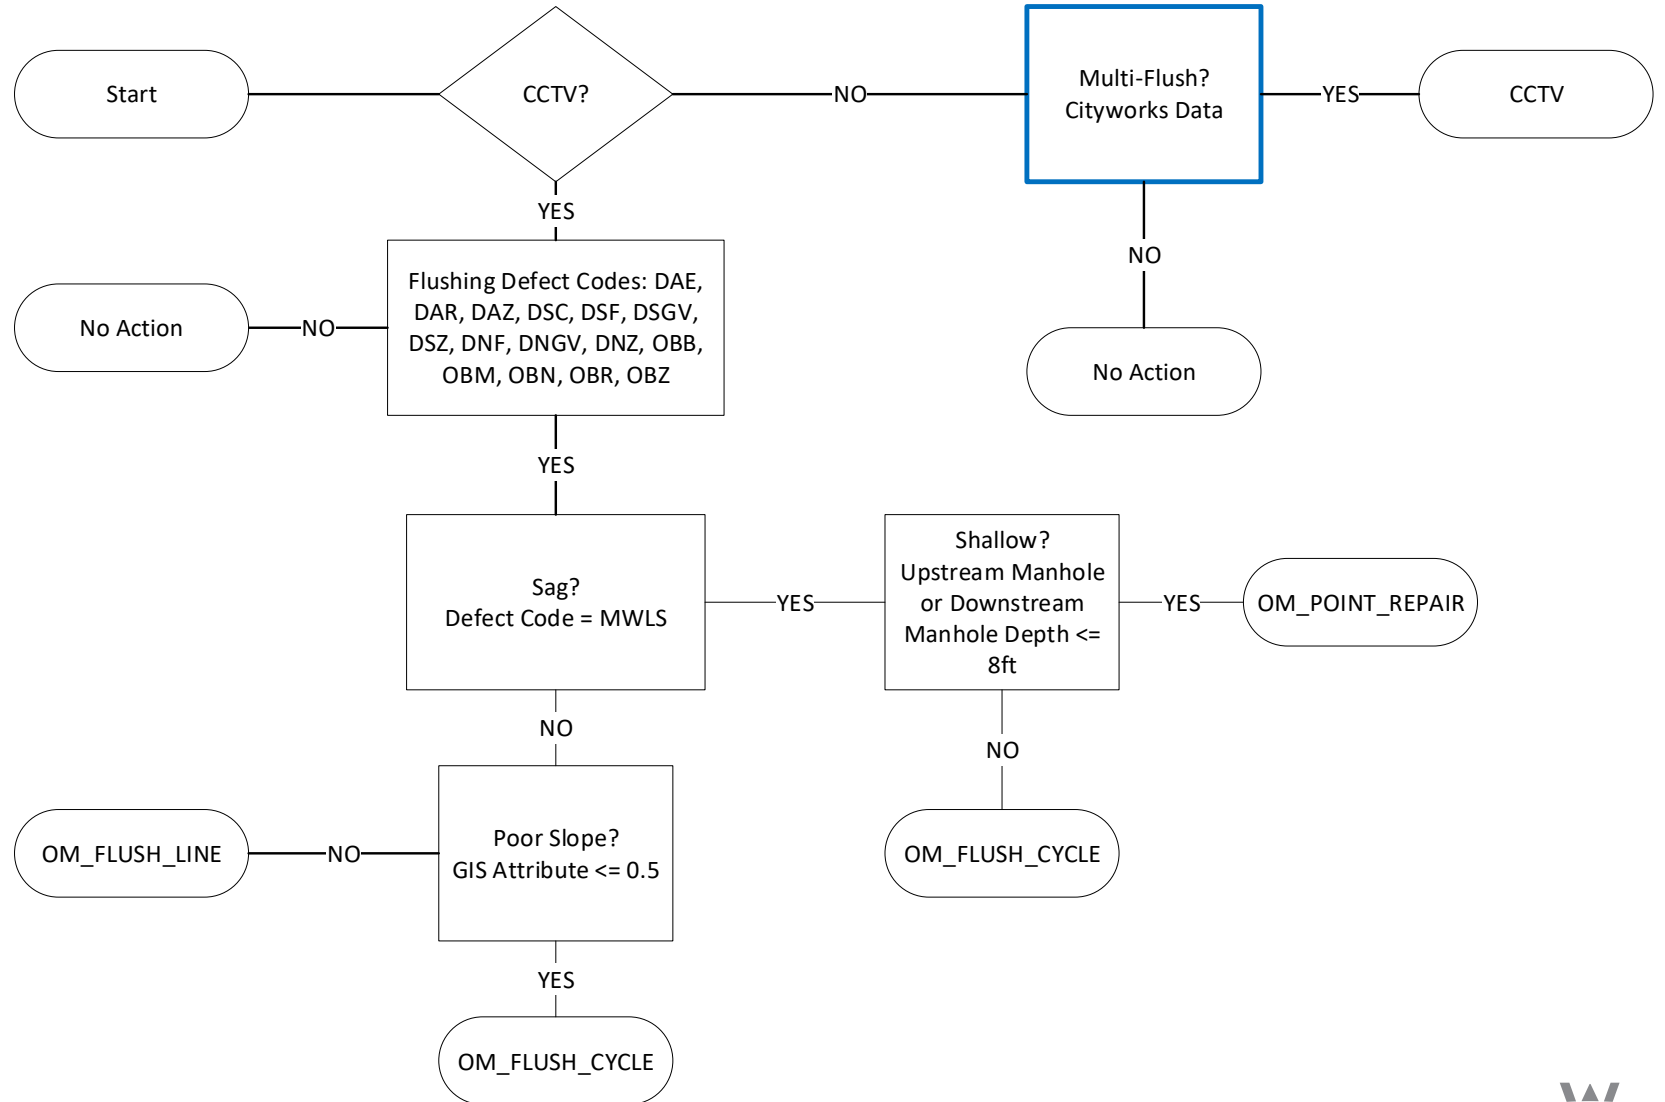 Start
CCTV?
NO
Multi-Flush?
Cityworks Data
YES
CCTV
YES
NO
No Action
Flushing Defect Codes: DAE,
DAR, DAZ, DSC, DSF, DSGV,
DSZ, DNF, DNGV, DNZ, OBB,
OBM, OBN, OBR, OBZ
NO
No Action
YES
Sag?
Defect Code = MWLS
YES
Shallow?
Upstream Manhole
or Downstream
Manhole Depth <=
8ft
YES
OM_POINT_REPAIR
NO
NO
OM_FLUSH_CYCLE
Poor Slope?
GIS Attribute <= 0.5
NO
OM_FLUSH_LINE
YES
OM_FLUSH_CYCLE